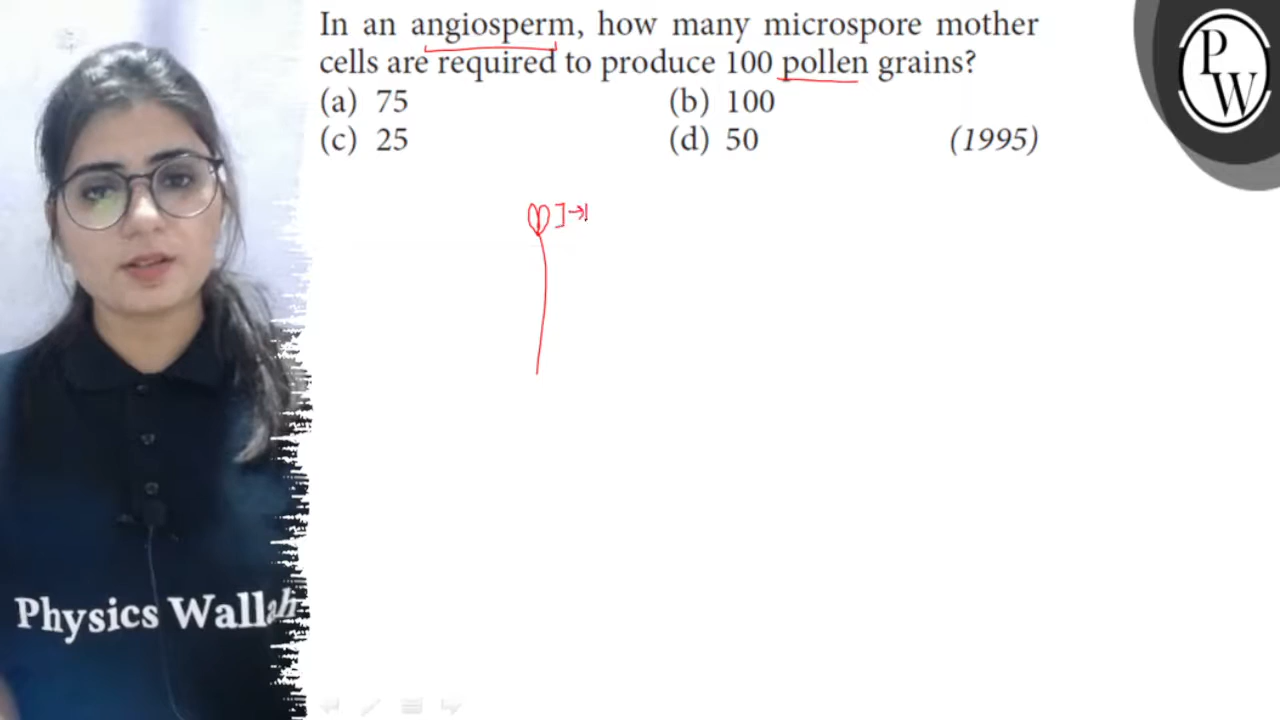 In an angiosperm, how many microspore mother
cells are required to produce 100 pollen grains?
(a) 75 (b) 100
(c) 25 (d) 50 (1995)
PW
Physics Wallah